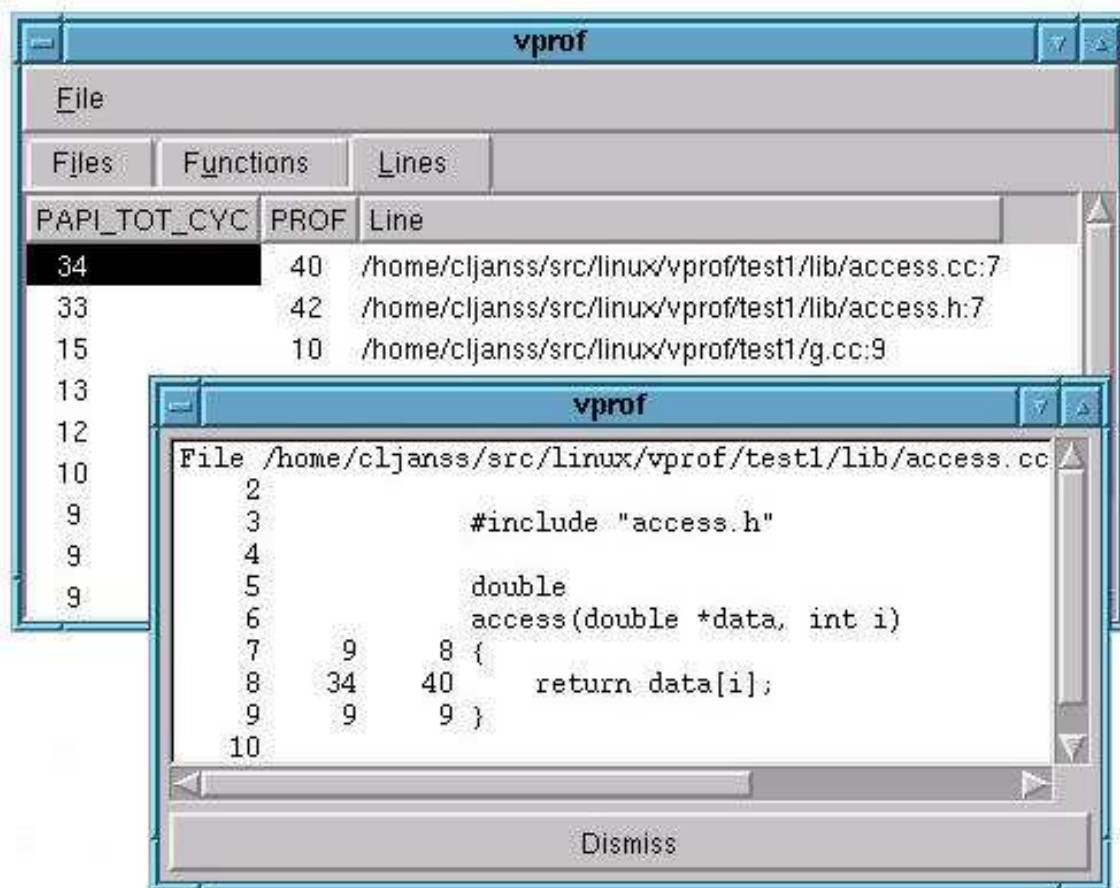 vprof
File
Files Functions Lines
PAPI_TOT_CYC PROF Line
34 40 /home/cljanss/src/linux/vprof/test1/lib/access.cc:7
33 42 /home/cljanss/src/linux/vprof/test1/lib/access.h:7
15 10 /home/cljanss/src/linux/vprof/test1/g.cc:9
13
12
10
9
9
9
vprof
File /home/cljanss/src/linux/vprof/test1/lib/access.cc
2
3 #include "access.h"
4
5 double
6 access(double *data, int i)
7 9 8 {
8 34 40 return data[i];
9 9 9 }
10
Dismiss